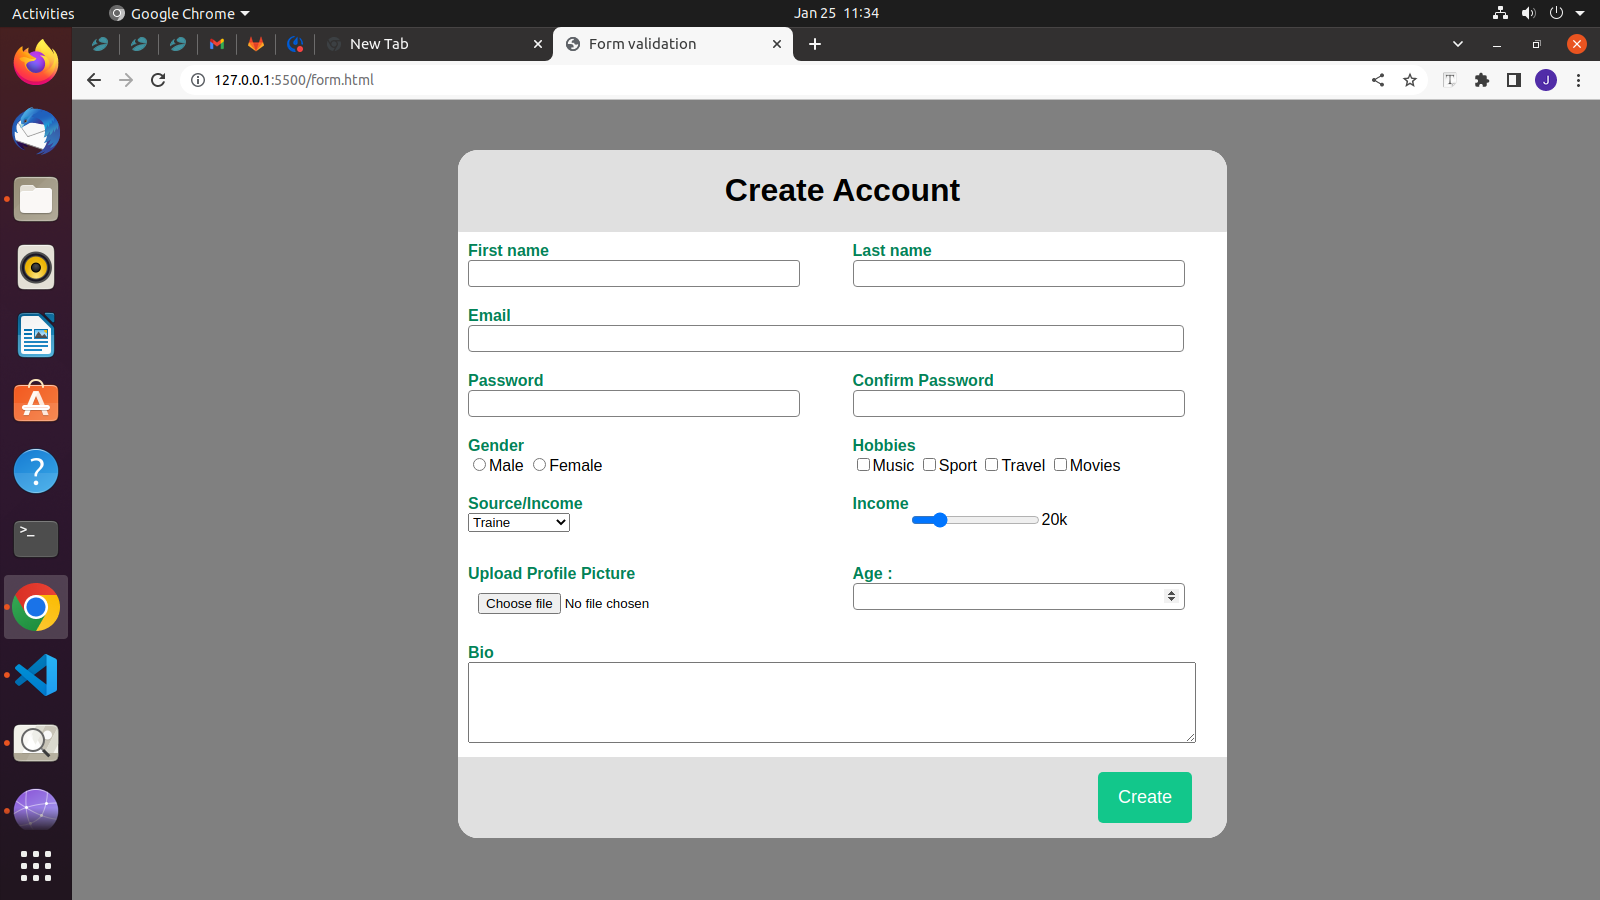 Activities Google Chrome Jan 25 11:34
New Tab Form validation
127.0.0.1:5500/form.html J
Create Account
First name Last name
Email
Password Confirm Password
Gender Hobbies
Male Female Music Sport Travel Movies
Source/Income Income
Traine 20k
Upload Profile Picture Age :
Choose file No file chosen
Bio
Create